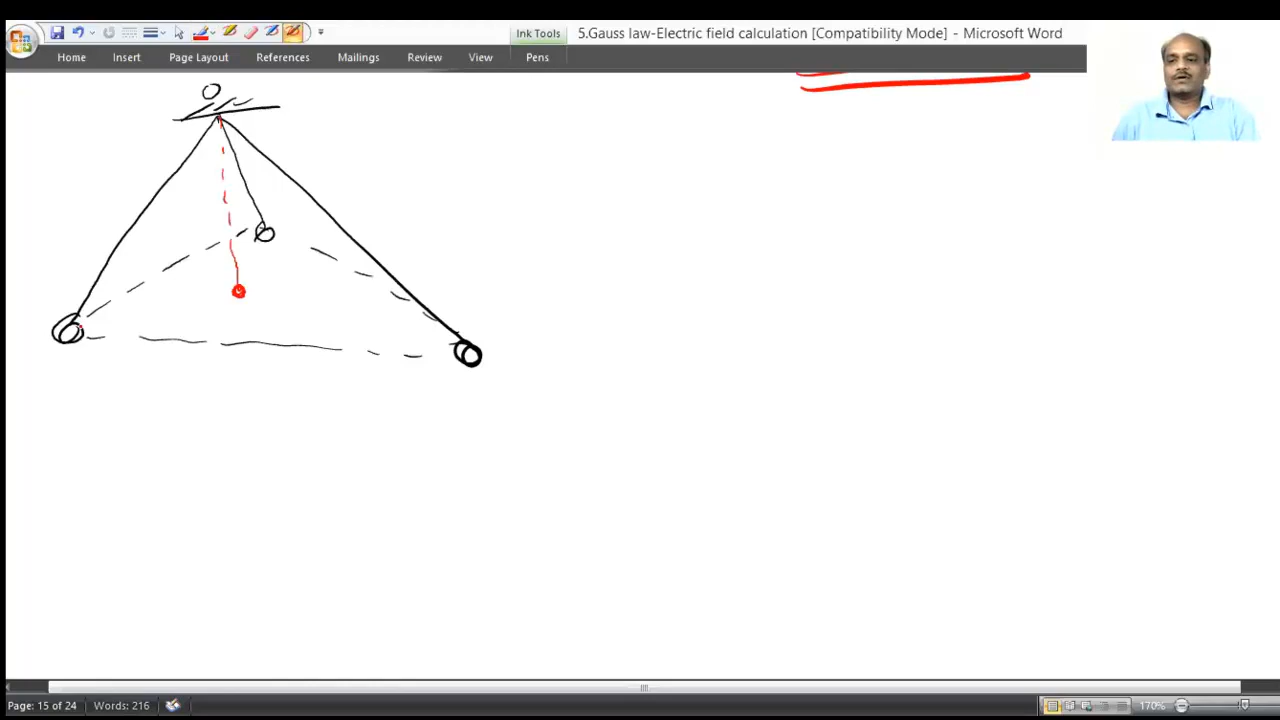 Ink Tools
5.Gauss law-Electric field calculation [Compatibility Mode] - Microsoft Word
Home Insert Page Layout References Mailings Review View Pens
O
Page: 15 of 24 Words: 216 170%